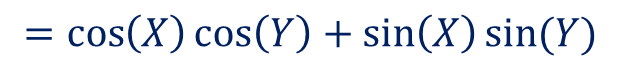 = cos(X) cos(Y) + sin(X) sin(Y)